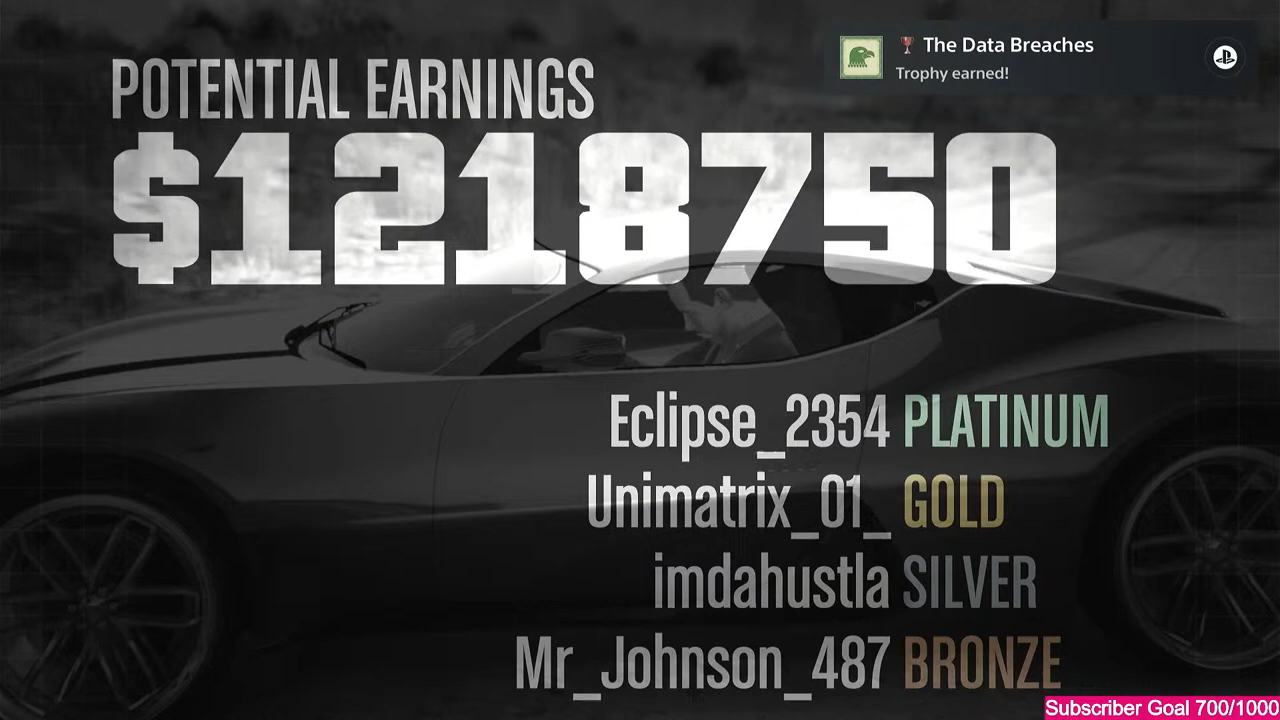 The Data Breaches
Trophy earned!
POTENTIAL EARNINGS
$1218750
Eclipse_2354 PLATINUM
Unimatrix_01_ GOLD
imdahustla SILVER
Mr_Johnson_487 BRONZE
Subscriber Goal 700/1000